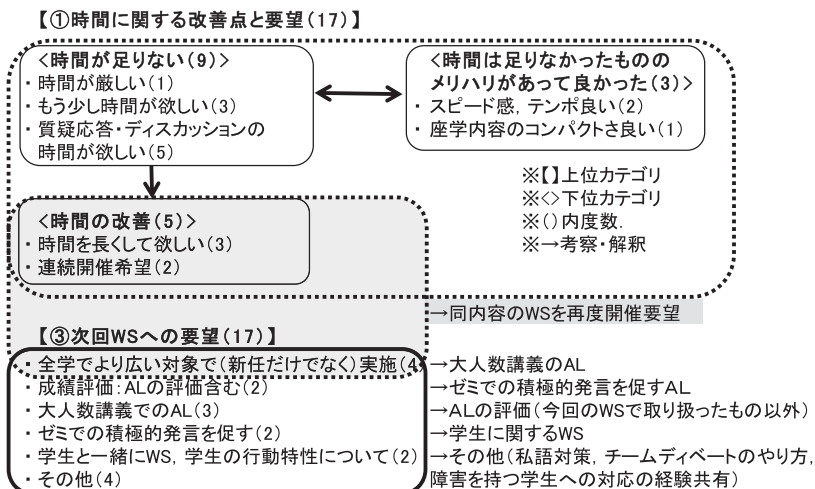 【①時間に関する改善点と要望(17)】
<時間が足りない(9)>
・時間が厳しい(1)
・もう少し時間が欲しい(3)
・質疑応答・ディスカッションの
時間が欲しい(5)
<時間は足りなかったものの
メリハリがあって良かった(3)>
・スピード感,テンポ良い(2)
・座学内容のコンパクトさ良い(1)
※【】上位カテゴリ
※<>下位カテゴリ
※()内度数.
※→考察・解釈
<時間の改善(5)>
・時間を長くして欲しい(3)
・連続開催希望(2)
→同内容のWSを再度開催要望
【③次回WSへの要望(17)】
・全学でより広い対象で(新任だけでなく)実施(4)
・成績評価:ALの評価含む(2)
・大人数講義でのAL(3)
・ゼミでの積極的発言を促す(2)
・学生と一緒にWS,学生の行動特性について(2)
・その他(4)
→大人数講義のAL
→ゼミでの積極的発言を促すAL
→ALの評価(今回のWSで取り扱ったもの以外)
→学生に関するWS
→その他(私語対策,チームディベートのやり方,
障害を持つ学生への対応の経験共有)